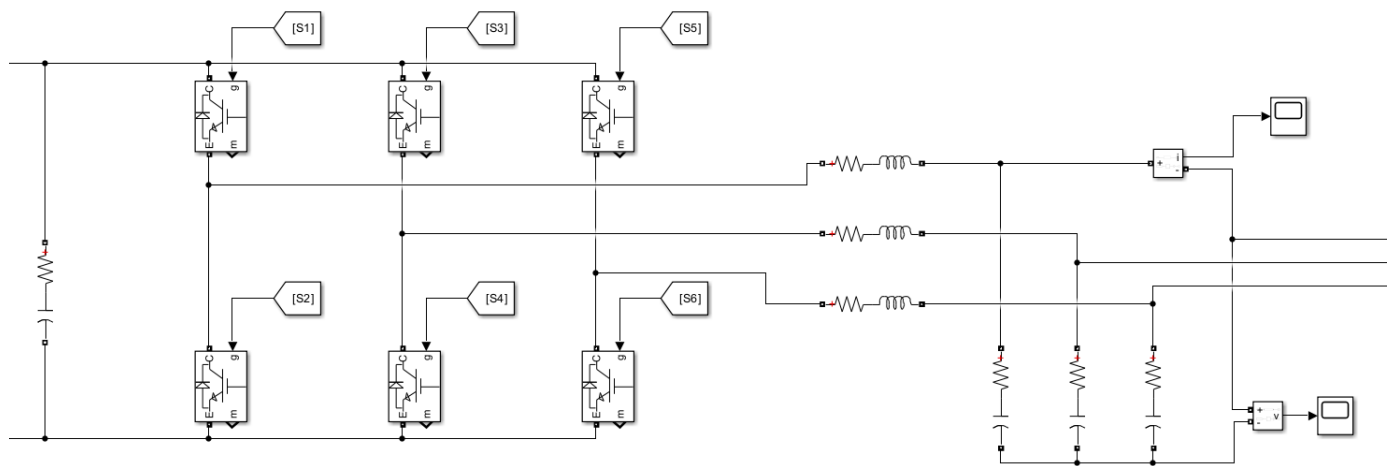 [S1]
[S3]
[S5]
C
g
E
m
C
g
E
m
C
g
E
m
+
+
i
-
+
+
+
[S2]
[S4]
[S6]
C
g
E
m
C
g
E
m
C
g
E
m
+
+
+
+
v
-